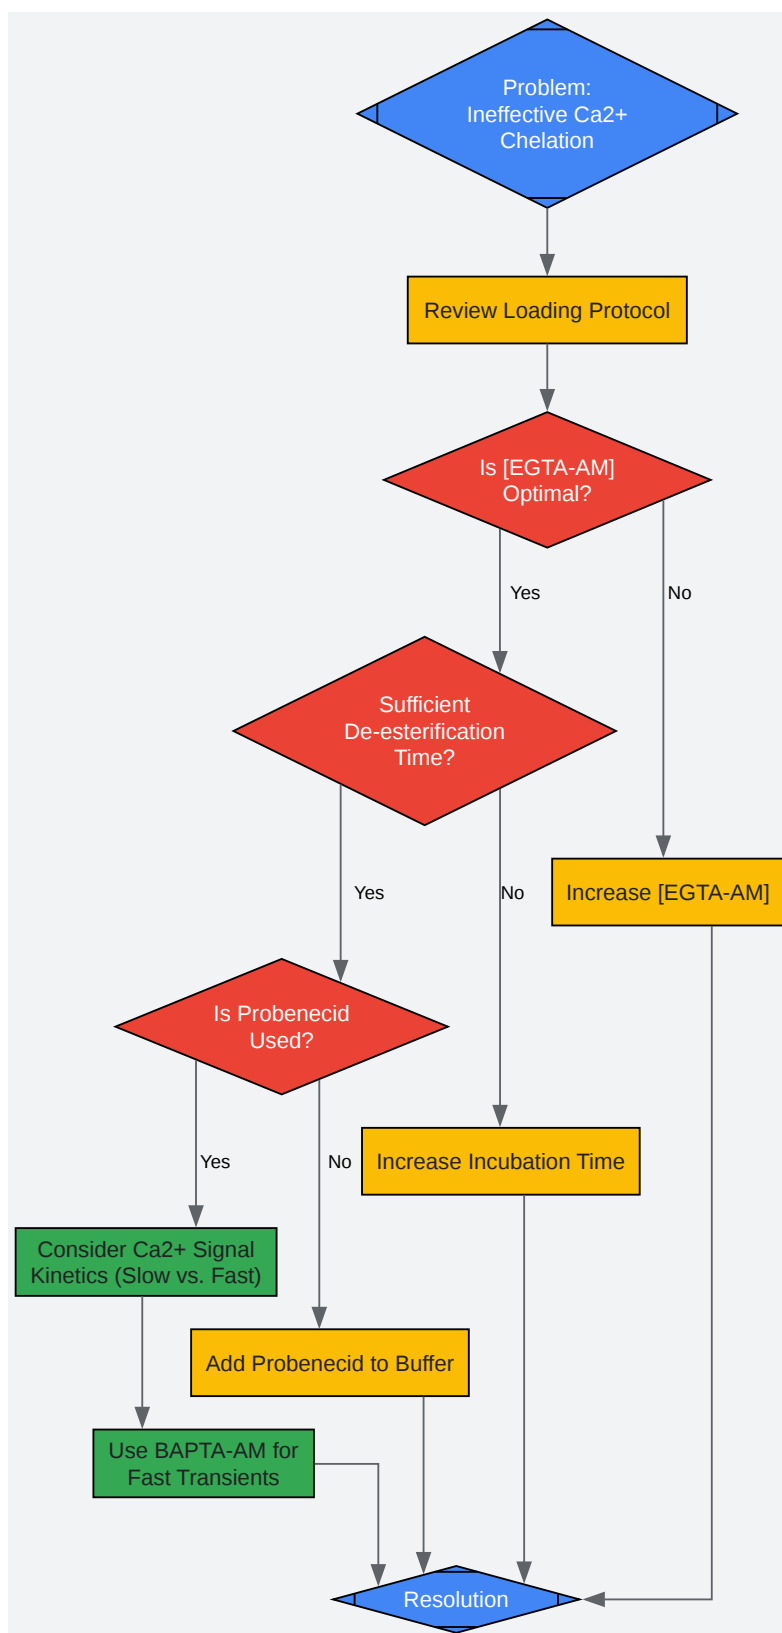 Problem:
Ineffective Ca2+
Chelation
Review Loading Protocol
Is [EGTA-AM]
Optimal?
Yes
No
Sufficient
De-esterification
Time?
Yes
No
Increase [EGTA-AM]
Is Probenecid
Used?
Yes
No
Increase Incubation Time
Consider Ca2+ Signal
Kinetics (Slow vs. Fast)
Add Probenecid to Buffer
Use BAPTA-AM for
Fast Transients
Resolution